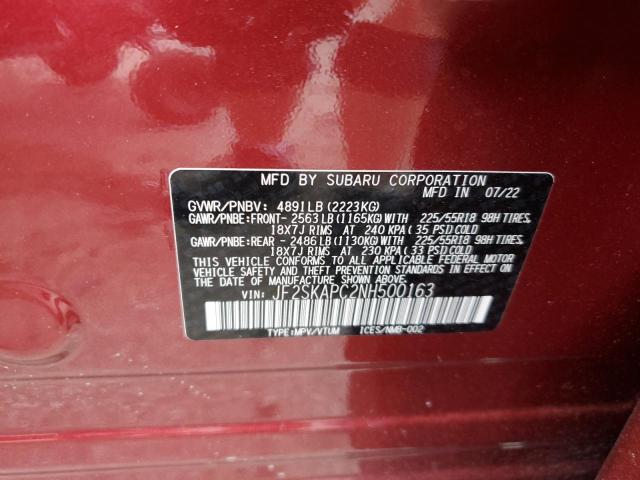 MFD BY SUBARU CORPORATION
MFD IN 07/22
GVWR/PNBV: 4891LB(2223KG)
GAWR/PNBE:FRONT- 2563LB(1165KG)WITH 225/55R18 98H TIRES,
18X7J RIMS AT 240 KPA(35 PSI)COLD
GAWR/PNBE:REAR - 2486LB(1130KG)WITH 225/55R18 98H TIRES,
18X7J RIMS AT 230 KPA(33 PSI)COLD
THIS VEHICLE CONFORMS TO ALL APPLICABLE FEDERAL MOTOR
VEHICLE SAFETY AND THEFT PREVENTION STANDARDS IN EFFECT
ON THE DATE OF MANUFACTURE SHOWN ABOVE.
VIN: JF2SKAPC2NH500163
TYPE:MPV/VTUM ICES/NMB-002